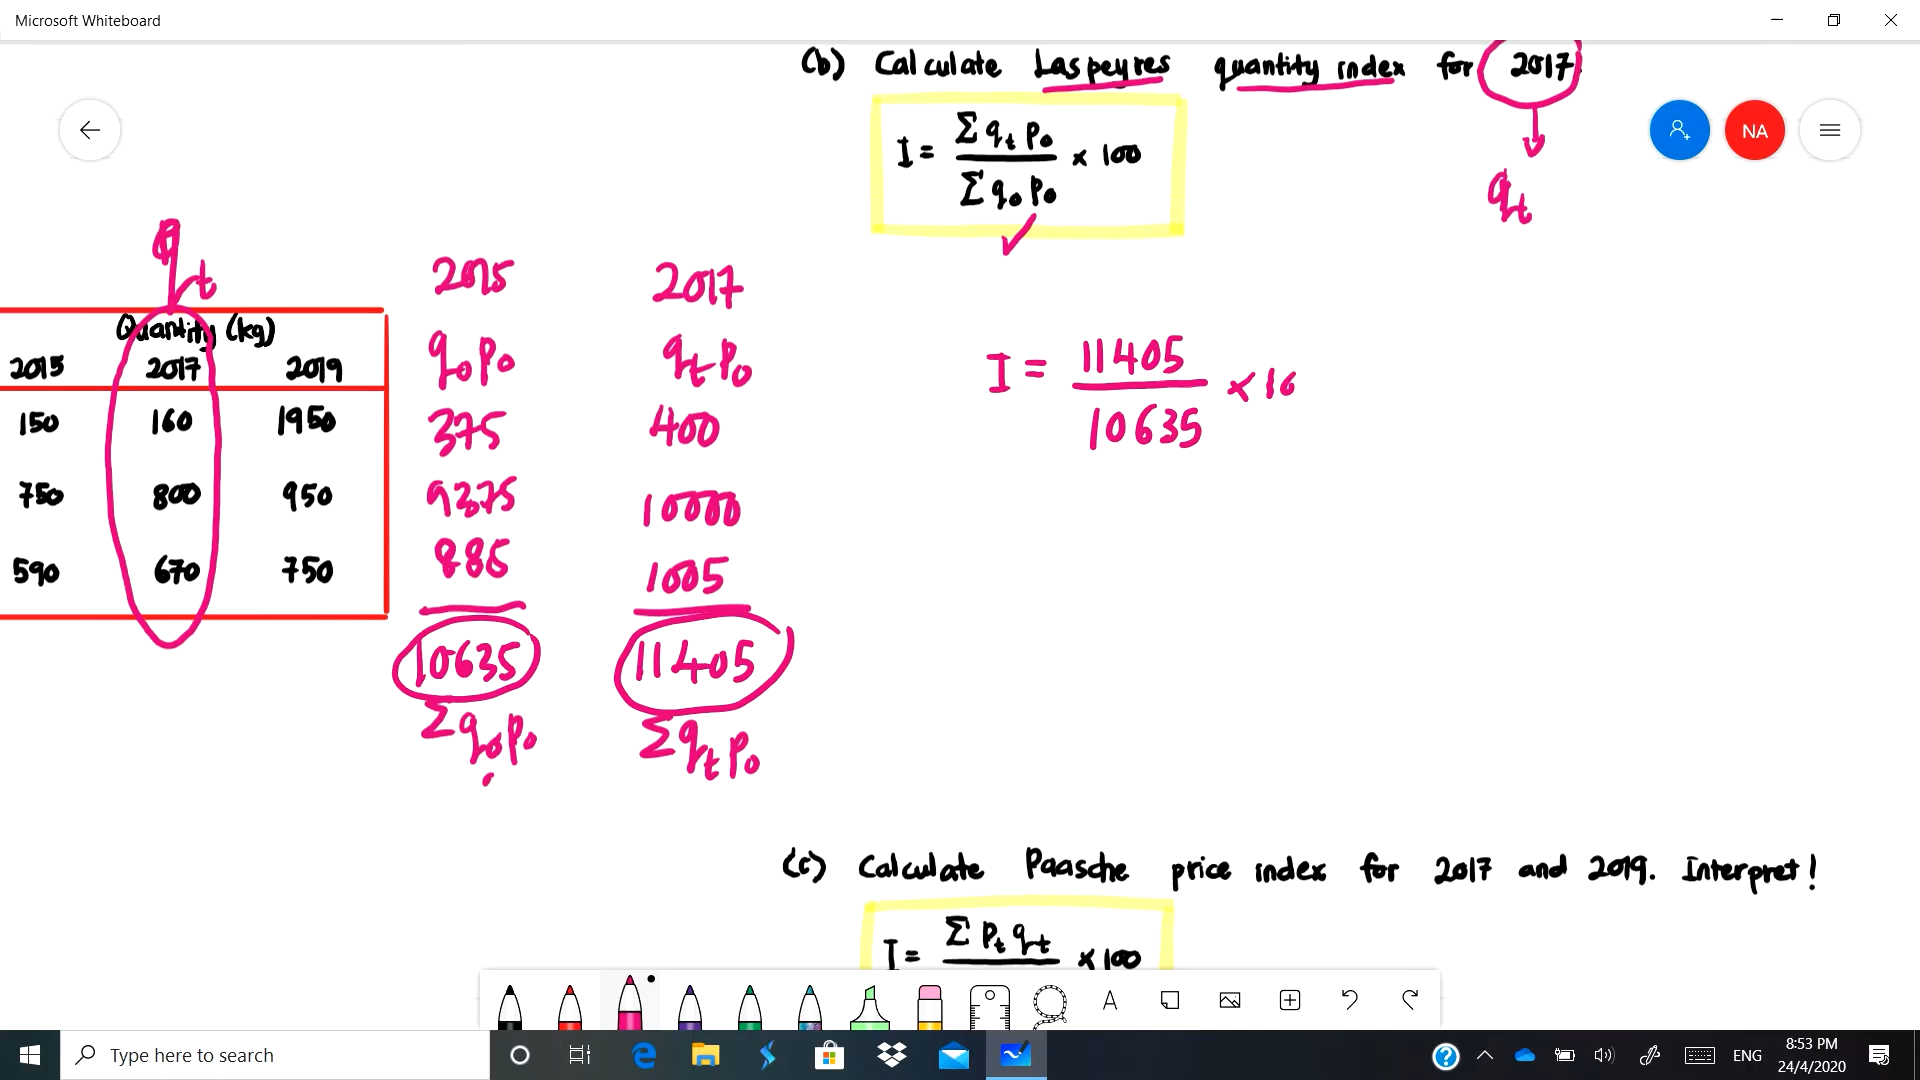 Microsoft Whiteboard
(b) Calculate Laspeyres quantity index for 2017
I = Σ qt po / Σ qo po × 100
NA
qt
qt
Quantity (kg)
2015 2017 2019
150 160 1950
750 800 950
590 670 750
2015 2017
qopo qtpo
375 400
9375 10000
885 1005
10635 11405
Σqopo Σqtpo
I = 11405 / 10635 × 10
(c) Calculate Paasche price index for 2017 and 2019. Interpret!
I = Σ Pt qt × 100
Type here to search
ENG
8:53 PM
24/4/2020